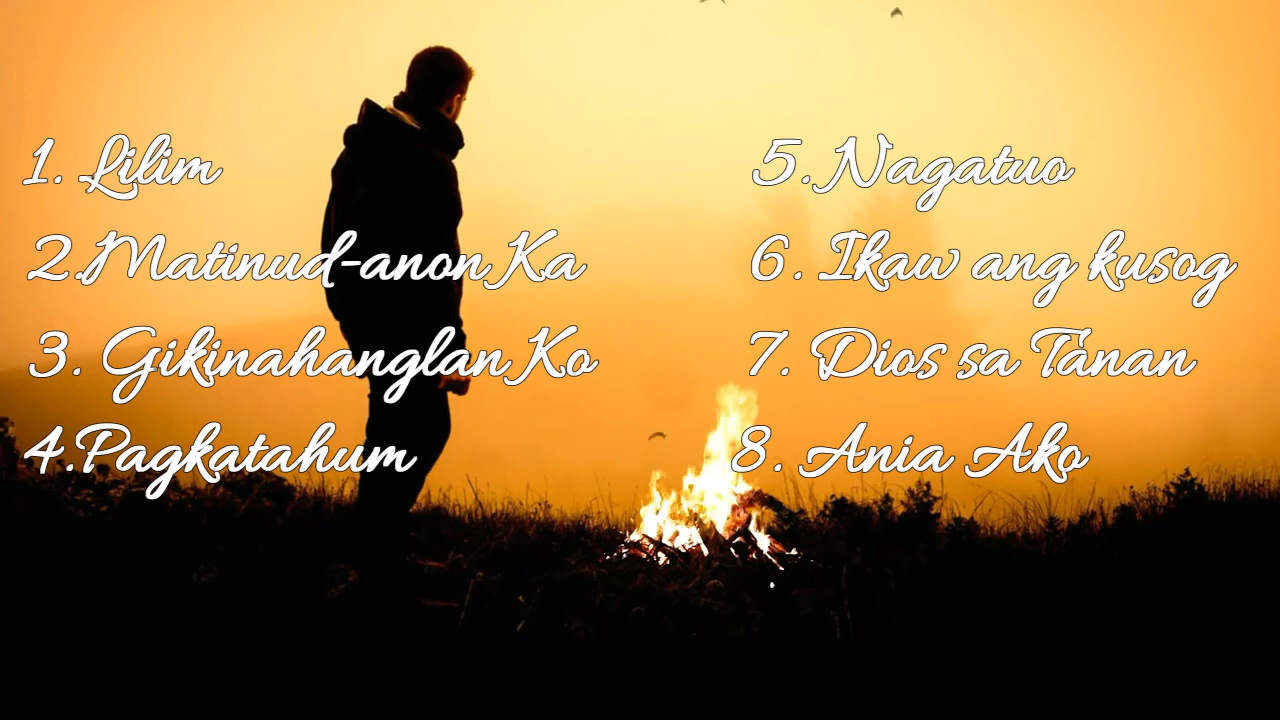 1. Lilim
2.Matinud-anon Ka
3. Gikinahanglan Ko
4.Pagkatahum
5.Nagatuo
6. Ikaw ang kusog
7. Dios sa Tanan
8. Ania Ako